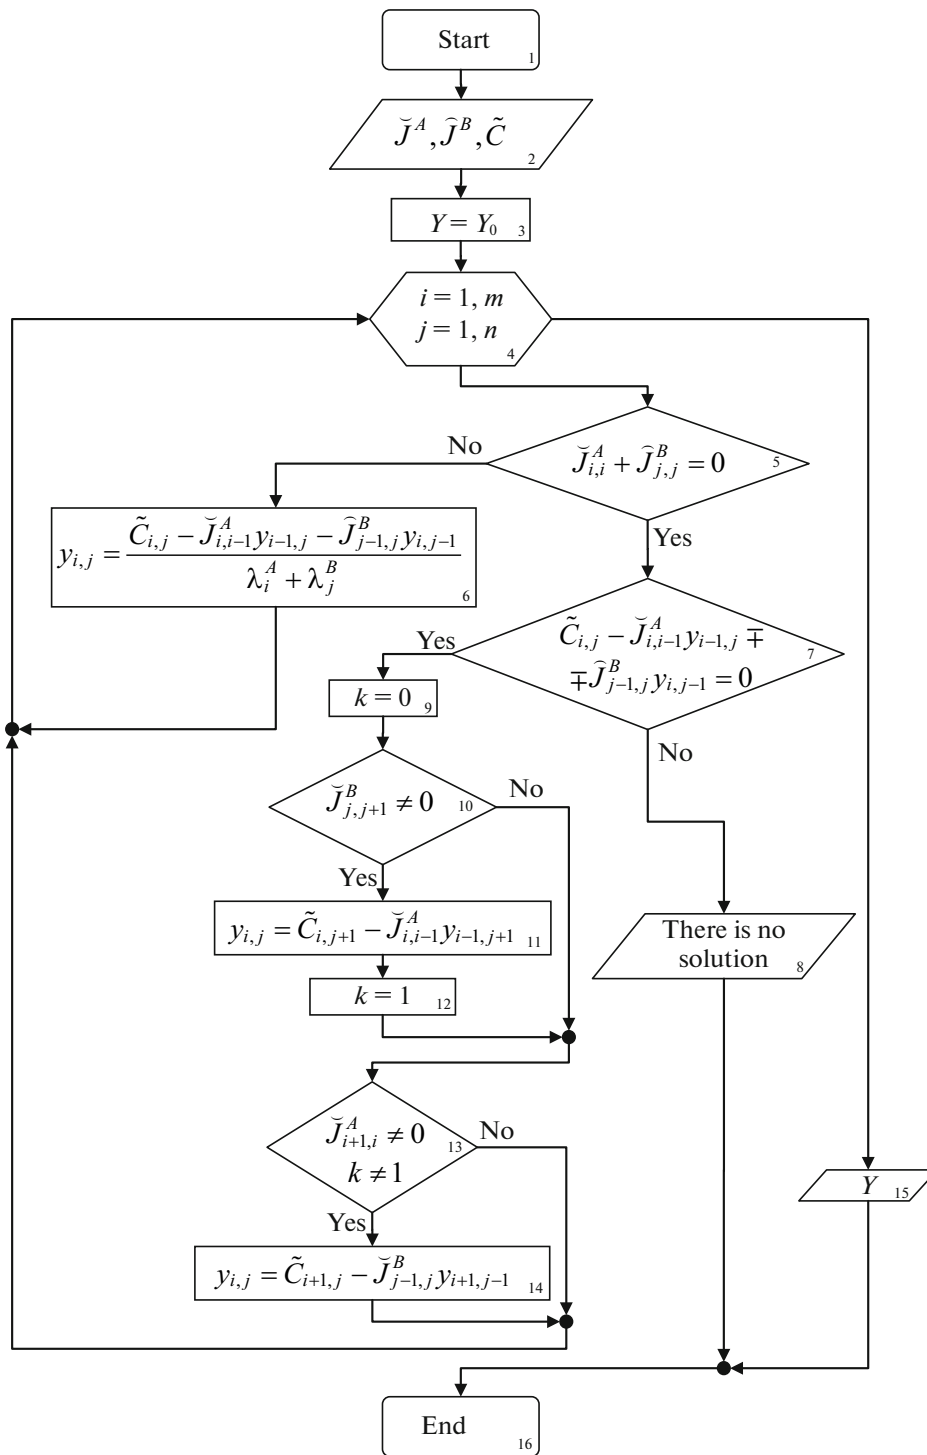 Start
1
J̆^A, J̑^B, C̃
2
Y = Y₀
3
i = 1, m
j = 1, n
4
No
J̆^A_{i,i} + J̑^B_{j,j} = 0
5
Yes
y_{i,j} = (C̃_{i,j} − J̆^A_{i,i−1} y_{i−1,j} − J̑^B_{j−1,j} y_{i,j−1}) / (λ^A_i + λ^B_j)
6
Yes
C̃_{i,j} − J̆^A_{i,i−1} y_{i−1,j} ∓
∓ J̑^B_{j−1,j} y_{i,j−1} = 0
7
No
k = 0
9
J̆^B_{j,j+1} ≠ 0
10
No
Yes
y_{i,j} = C̃_{i,j+1} − J̆^A_{i,i−1} y_{i−1,j+1}
11
There is no
solution
8
k = 1
12
J̆^A_{i+1,i} ≠ 0
k ≠ 1
13
No
Yes
Y
15
y_{i,j} = C̃_{i+1,j} − J̆^B_{j−1,j} y_{i+1,j−1}
14
End
16